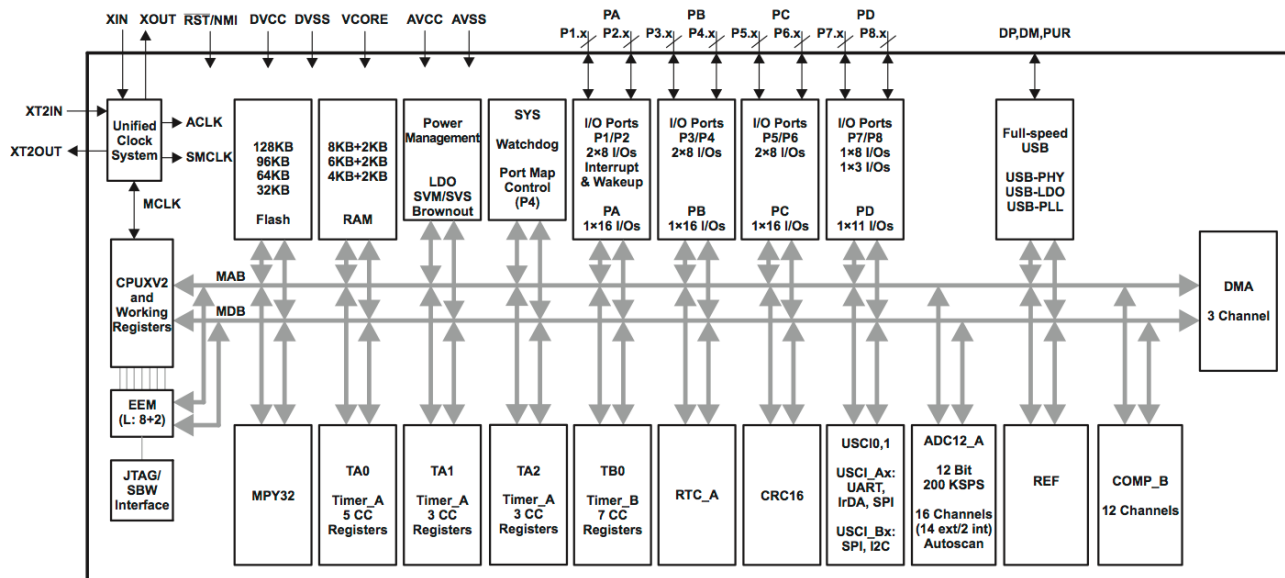 XIN XOUT RST/NMI DVCC DVSS VCORE AVCC AVSS
PA PB PC PD
P1.x P2.x P3.x P4.x P5.x P6.x P7.x P8.x
DP,DM,PUR
XT2IN
XT2OUT
Unified
Clock
System
ACLK
SMCLK
MCLK
128KB
96KB
64KB
32KB
Flash
8KB+2KB
6KB+2KB
4KB+2KB
RAM
Power
Management
LDO
SVM/SVS
Brownout
SYS
Watchdog
Port Map
Control
(P4)
I/O Ports
P1/P2
2×8 I/Os
Interrupt
& Wakeup
PA
1×16 I/Os
I/O Ports
P3/P4
2×8 I/Os
PB
1×16 I/Os
I/O Ports
P5/P6
2×8 I/Os
PC
1×16 I/Os
I/O Ports
P7/P8
1×8 I/Os
1×3 I/Os
PD
1×11 I/Os
Full-speed
USB
USB-PHY
USB-LDO
USB-PLL
CPUXV2
and
Working
Registers
MAB
MDB
DMA
3 Channel
EEM
(L: 8+2)
JTAG/
SBW
Interface
MPY32
TA0
Timer_A
5 CC
Registers
TA1
Timer_A
3 CC
Registers
TA2
Timer_A
3 CC
Registers
TB0
Timer_B
7 CC
Registers
RTC_A
CRC16
USCI0,1
USCI_Ax:
UART,
IrDA, SPI
USCI_Bx:
SPI, I2C
ADC12_A
12 Bit
200 KSPS
16 Channels
(14 ext/2 int)
Autoscan
REF
COMP_B
12 Channels